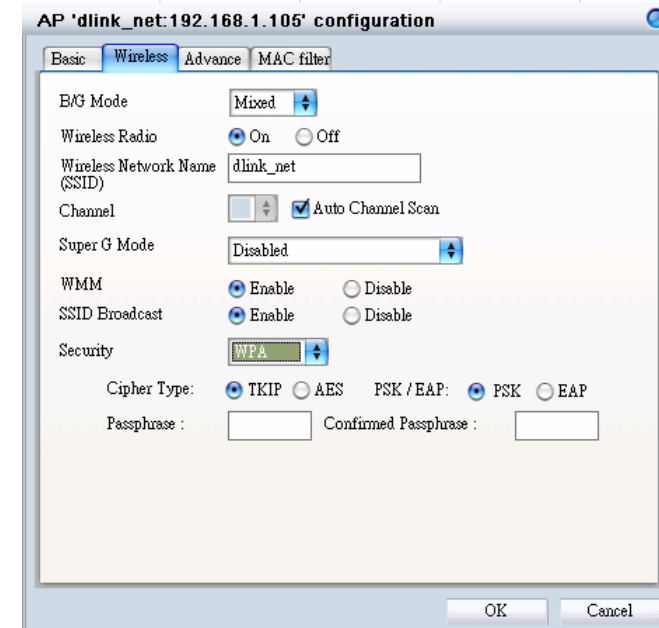 AP 'dlink_net:192.168.1.105' configuration
Basic Wireless Advance MAC filter
B/G Mode Mixed
Wireless Radio On Off
Wireless Network Name dlink_net
(SSID)
Channel Auto Channel Scan
Super G Mode Disabled
WMM Enable Disable
SSID Broadcast Enable Disable
Security WPA
Cipher Type: TKIP AES PSK / EAP: PSK EAP
Passphrase : Confirmed Passphrase :
OK Cancel